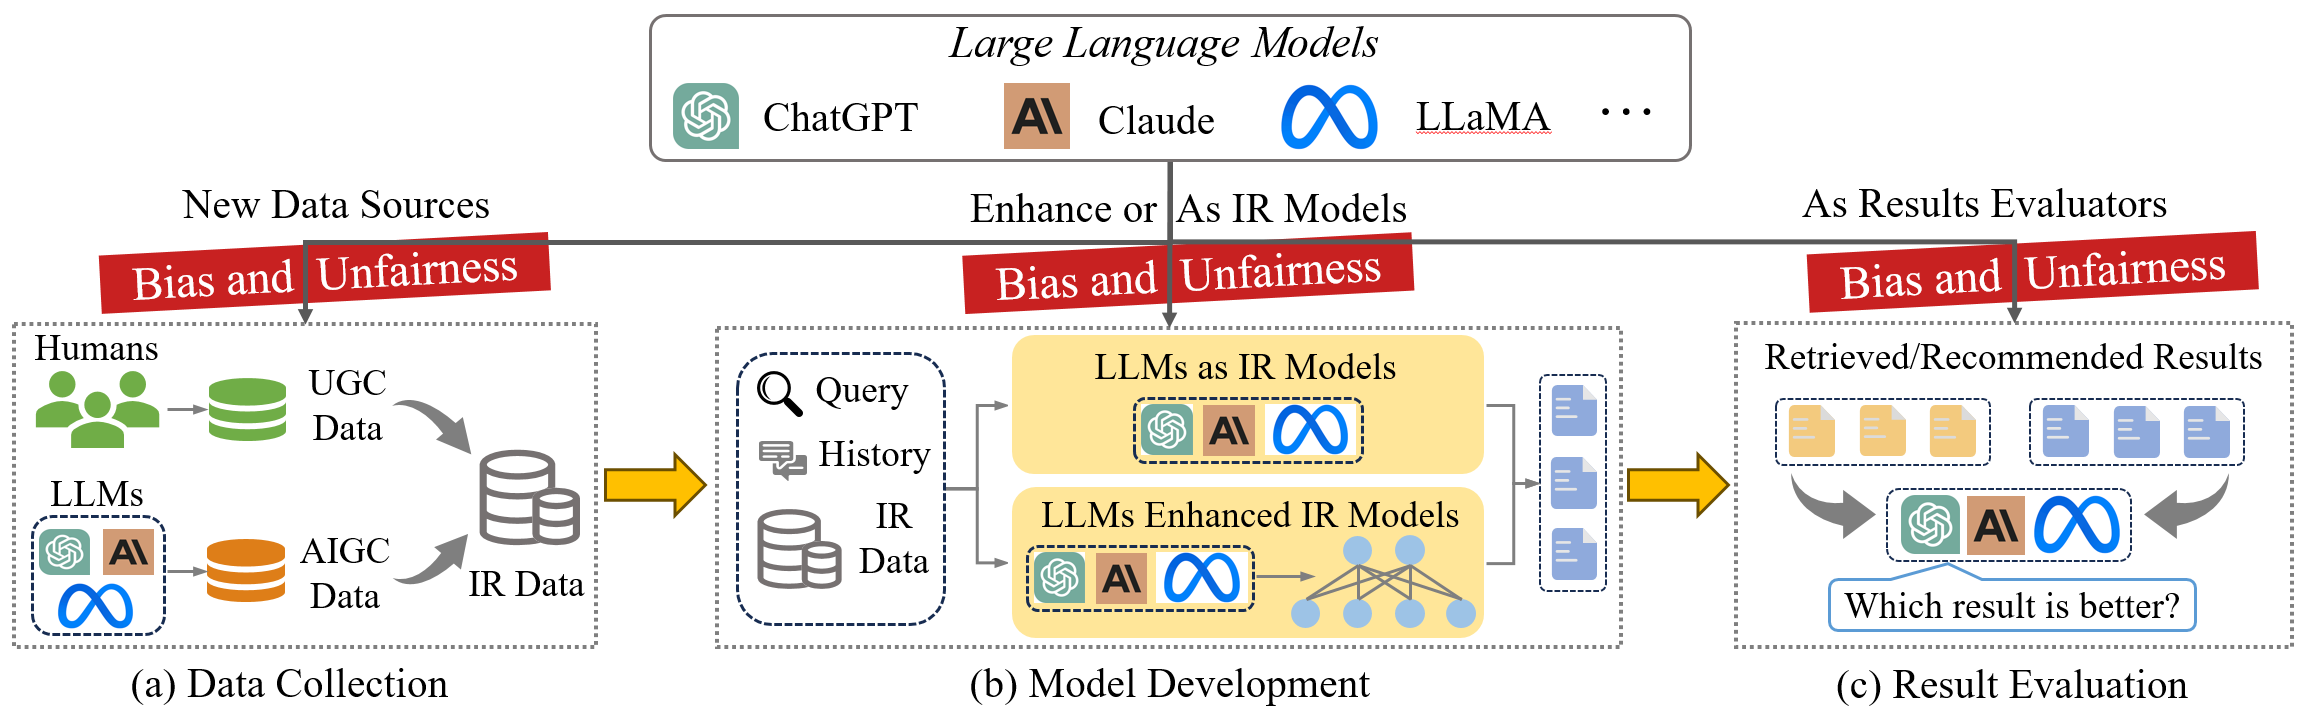 Large Language Models
ChatGPT
Claude
LLaMA
...
New Data Sources
Enhance or As IR Models
As Results Evaluators
Bias and Unfairness
Bias and Unfairness
Bias and Unfairness
Humans
UGC
Data
LLMs
AIGC
Data
IR Data
(a) Data Collection
Query
History
IR
Data
LLMs as IR Models
LLMs Enhanced IR Models
(b) Model Development
Retrieved/Recommended Results
Which result is better?
(c) Result Evaluation